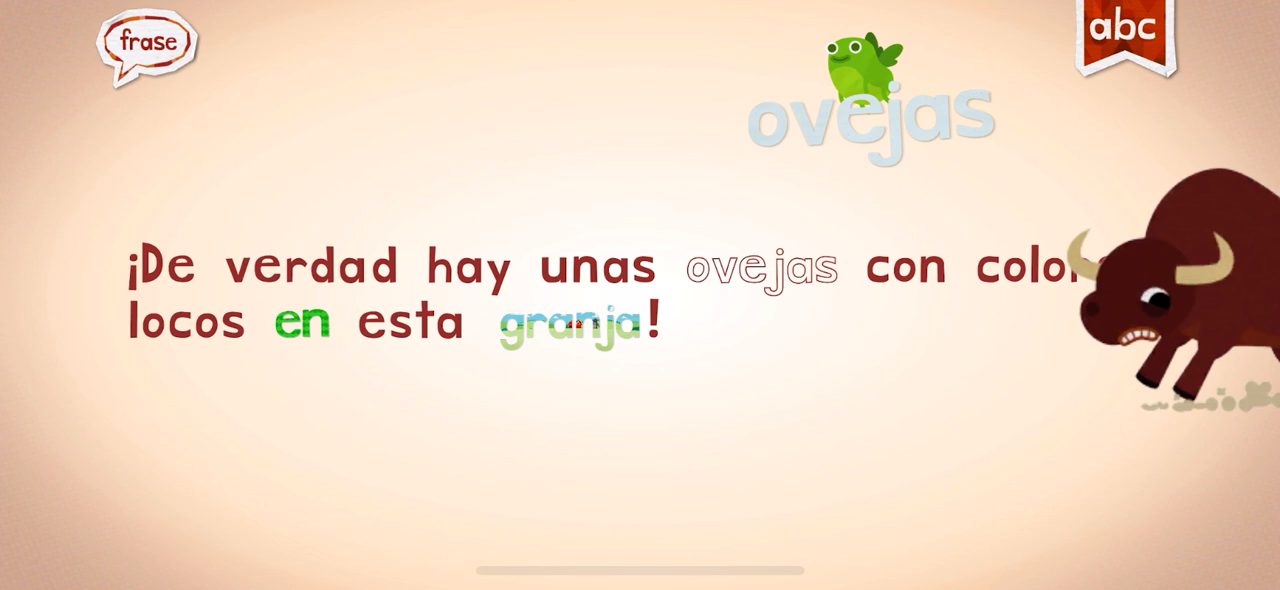 frase
abc
ovejas
¡De verdad hay unas ovejas con
locos en esta granja!